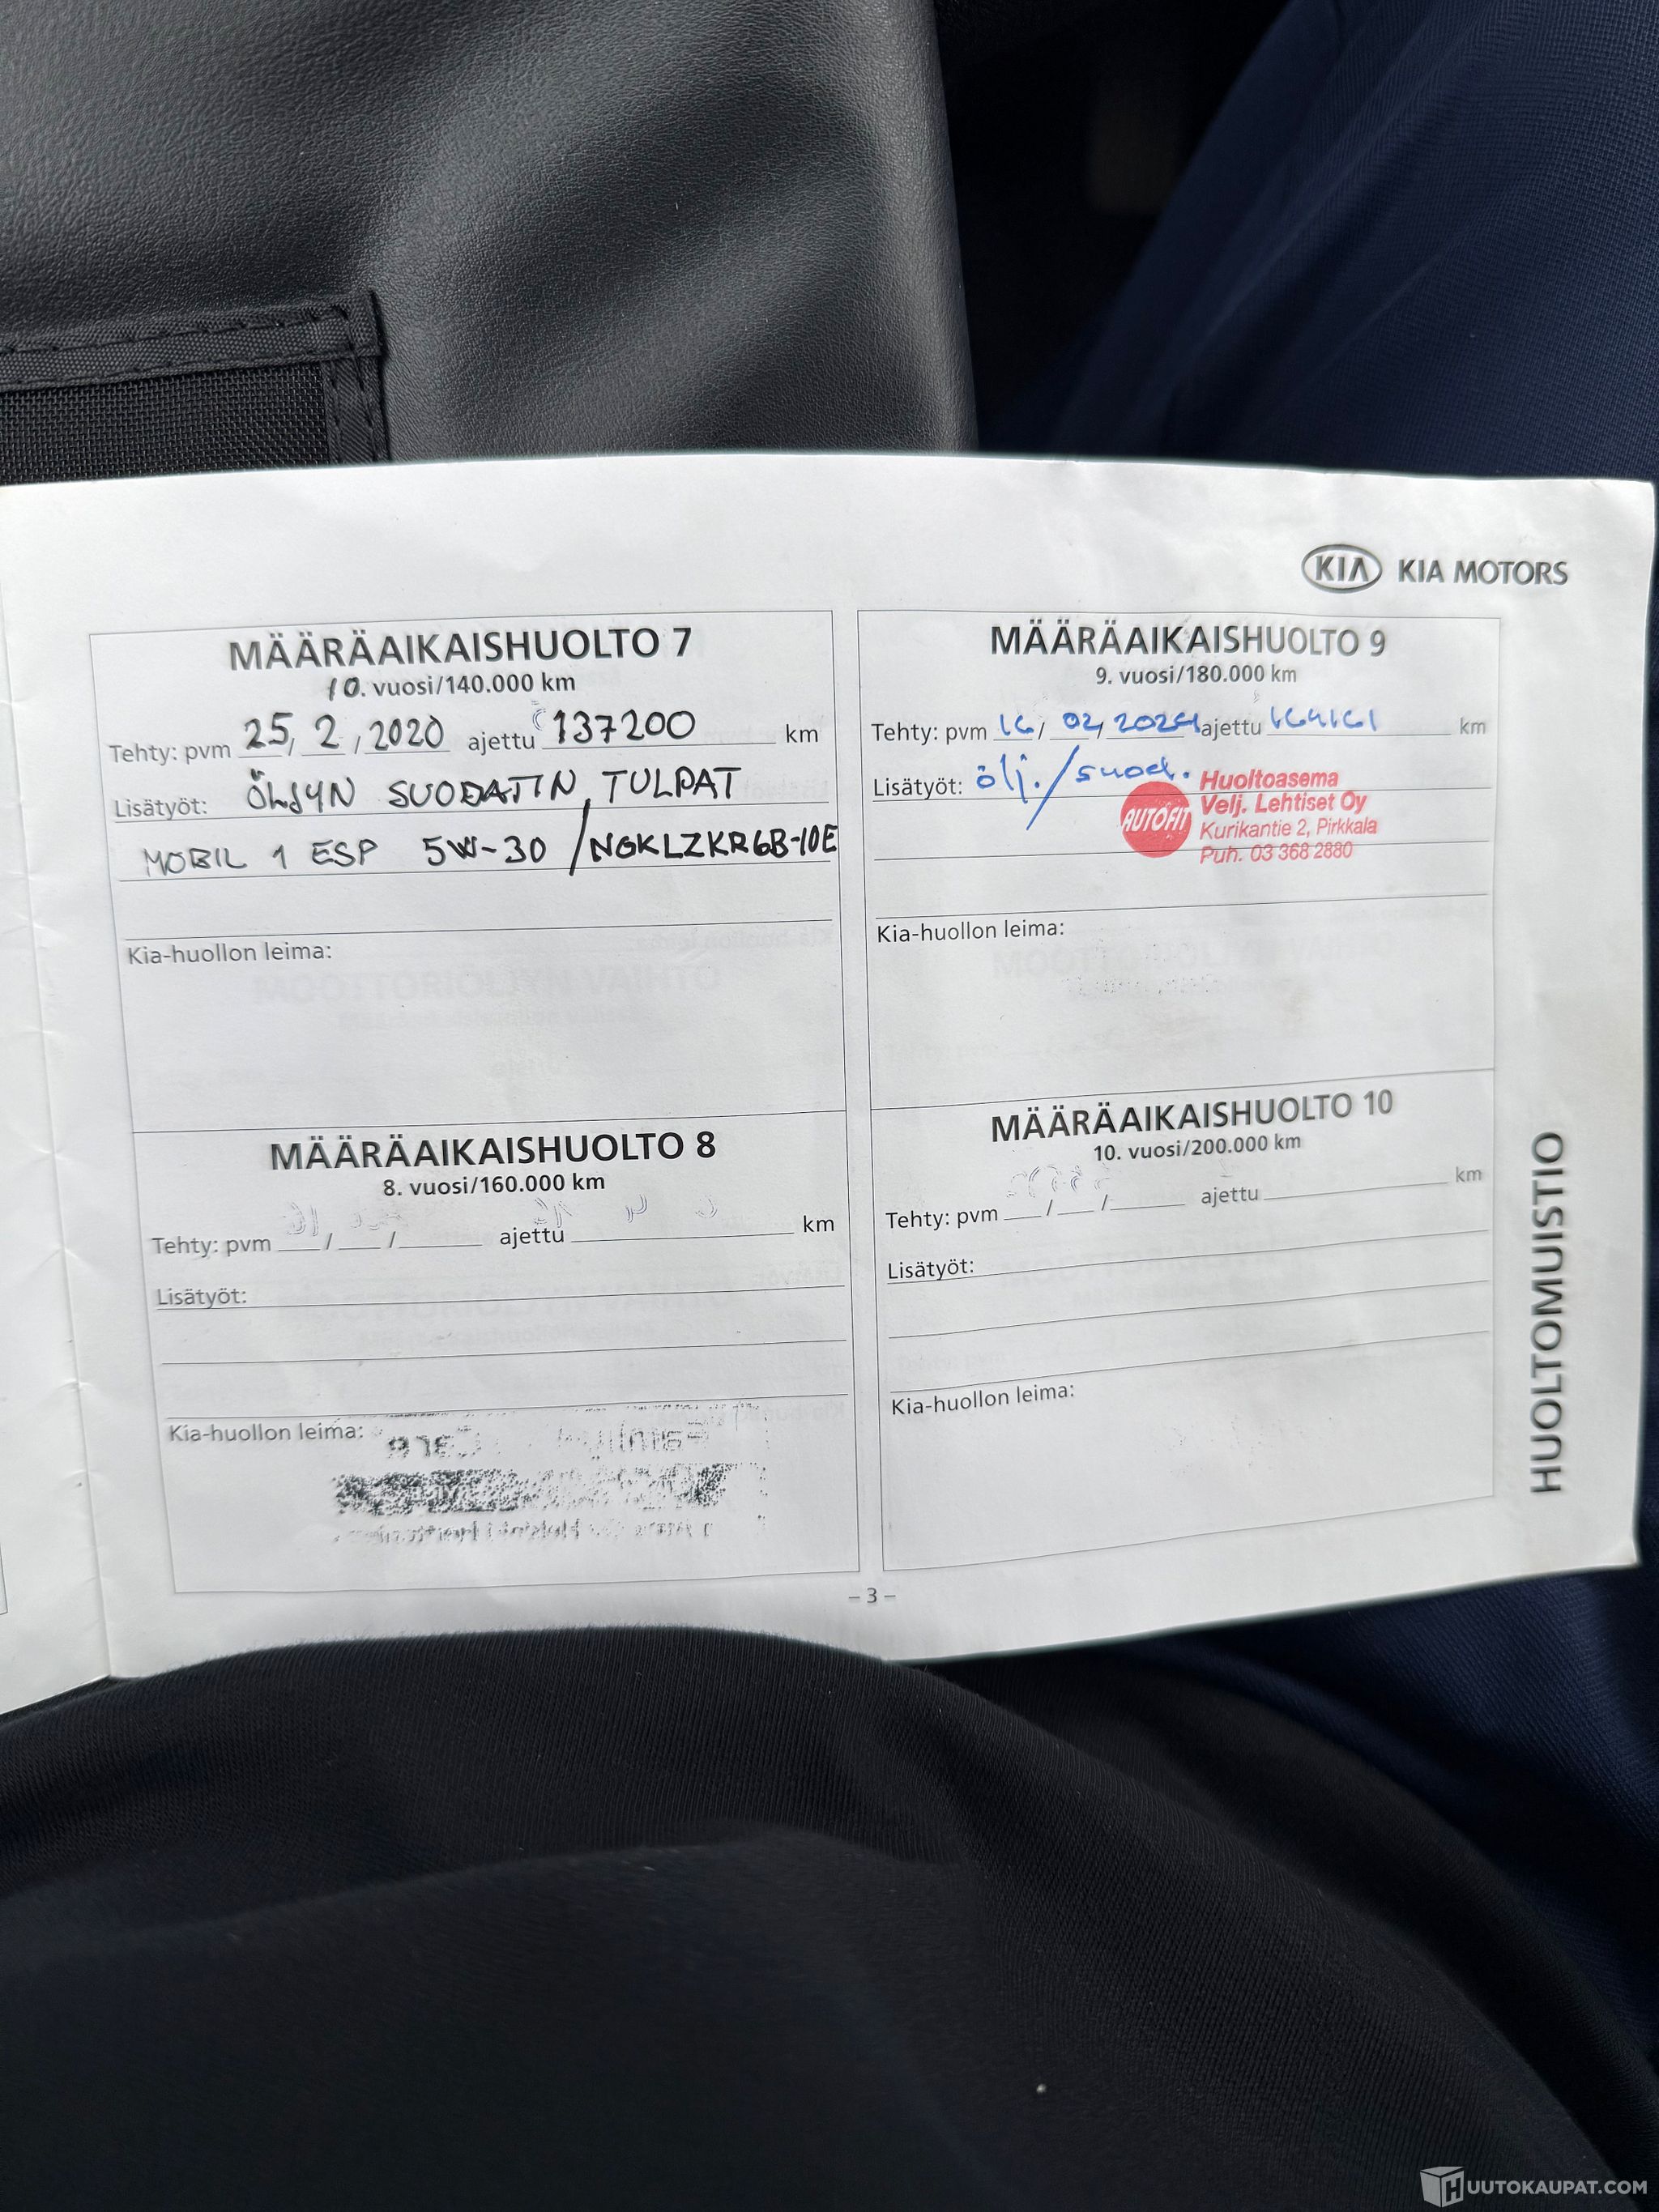 KIA KIA MOTORS
MÄÄRÄAIKAISHUOLTO 7
10. vuosi/140.000 km
Tehty: pvm 25, 2, 2020 ajettu 137200 km
Lisätyöt: ÖLJYN SUODATIN, TULPAT
MOBIL 1 ESP 5W-30 / NGKLZKR6B-10E
Kia-huollon leima:
MÄÄRÄAIKAISHUOLTO 8
8. vuosi/160.000 km
Tehty: pvm / / ajettu km
Lisätyöt:
Kia-huollon leima:
MÄÄRÄAIKAISHUOLTO 9
9. vuosi/180.000 km
Tehty: pvm 16/ 02, 2024 ajettu 164161 km
Lisätyöt: ölj./suod.
AUTOFIT
Huoltoasema
Velj. Lehtiset Oy
Kurikantie 2, Pirkkala
Puh. 03 368 2880
Kia-huollon leima:
MÄÄRÄAIKAISHUOLTO 10
10. vuosi/200.000 km
Tehty: pvm / / ajettu km
Lisätyöt:
Kia-huollon leima:
HUOLTOMUISTIO
– 3 –
HUUTOKAUPAT.COM